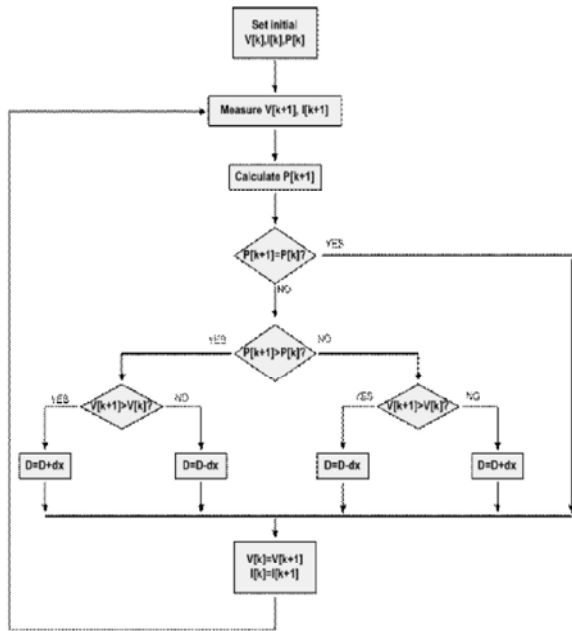 Set initial
V[k],I[k],P[k]
Measure V[k+1], I[k+1]
Calculate P[k+1]
P[k+1]=P[k]?
YES
NO
P[k+1]>P[k]?
YES
NO
V[k+1]>V[k]?
YES
NO
V[k+1]>V[k]?
YES
NO
D=D+dx
D=D-dx
D=D-dx
D=D+dx
V[k]=V[k+1]
I[k]=I[k+1]